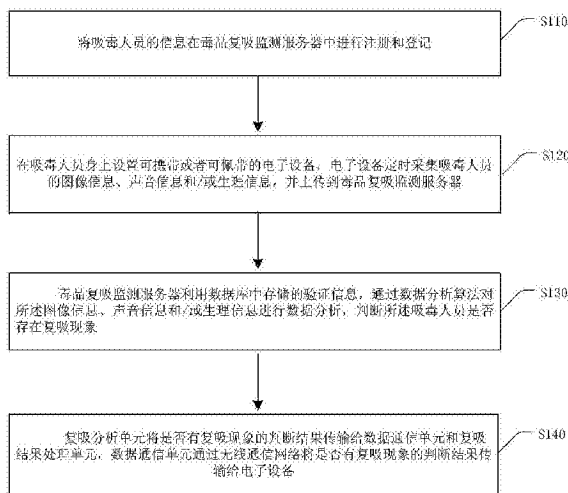 将吸毒人员的信息在毒品复吸监测服务器中进行注册和登记
S110
在吸毒人员身上设置可携带或者可佩带的电子设备，电子设备定时采集吸毒人员
的图像信息、声音信息和/或生理信息，并上传到毒品复吸监测服务器
S120
毒品复吸监测服务器利用数据库中存储的验证信息，通过数据分析算法对
所述图像信息、声音信息和/或生理信息进行数据分析，判断所述吸毒人员是否
存在复吸现象
S130
复吸分析单元将是否有复吸现象的判断结果传输给数据通信单元和复吸
结果处理单元，数据通信单元通过无线通信网络将是否有复吸现象的判断结果传
输给电子设备
S140